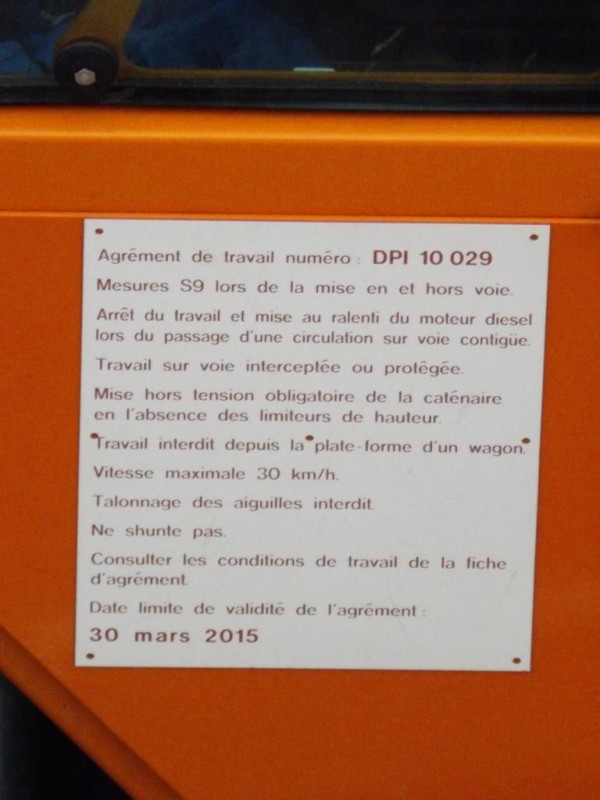 Agrément de travail numéro : DPI 10 029
Mesures S9 lors de la mise en et hors voie.
Arrêt du travail et mise au ralenti du moteur diesel
lors du passage d'une circulation sur voie contigüe.
Travail sur voie interceptée ou protégée.
Mise hors tension obligatoire de la caténaire
en l'absence des limiteurs de hauteur.
Travail interdit depuis la plate-forme d'un wagon.
Vitesse maximale 30 km/h.
Talonnage des aiguilles interdit.
Ne shunte pas.
Consulter les conditions de travail de la fiche
d'agrément.
Date limite de validité de l'agrément :
30 mars 2015